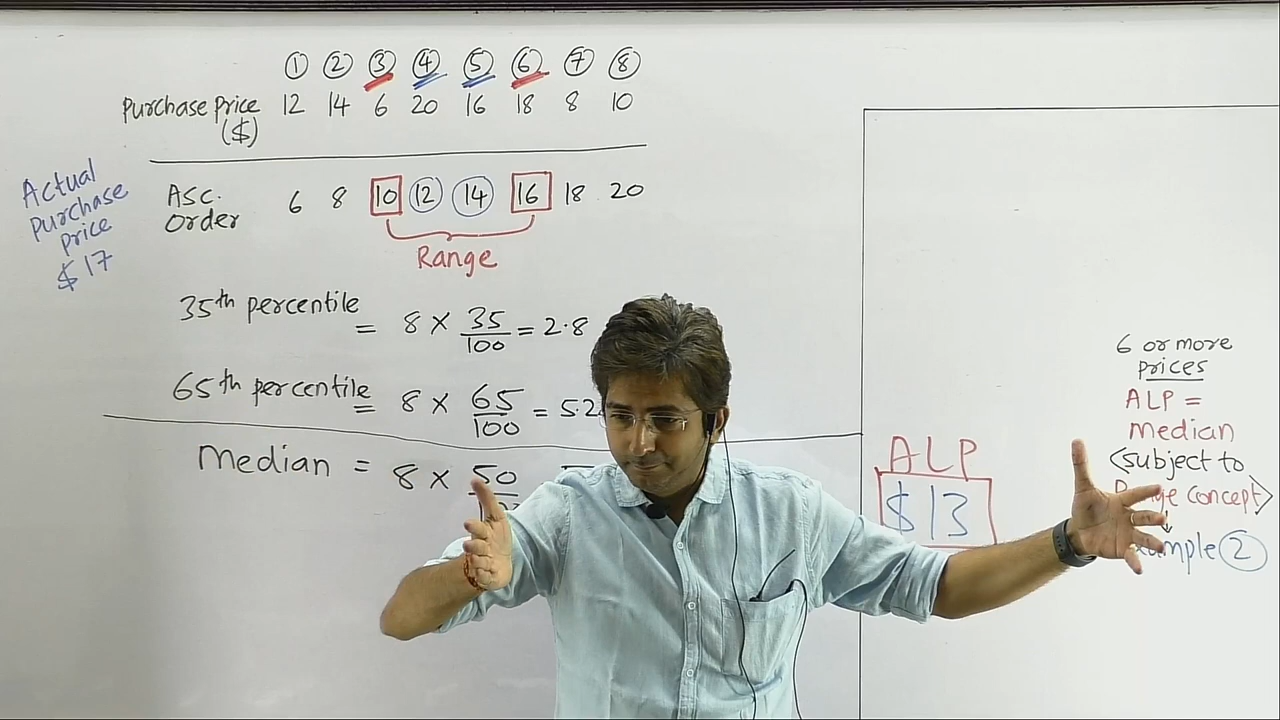 ① ② ③ ④ ⑤ ⑥ ⑦ ⑧
Purchase Price 12 14 6 20 16 18 8 10
($)
Actual
Purchase
price
$ 17
Asc. 6 8 10 12 14 16 18 20
Order
Range
35th percentile
= 8 × 35/100 = 2.8
65th percentile
= 8 × 65/100 = 5.2
Median = 8 × 50
ALP
$ 13
6 or more
prices
ALP =
median
(subject to
concept)
②